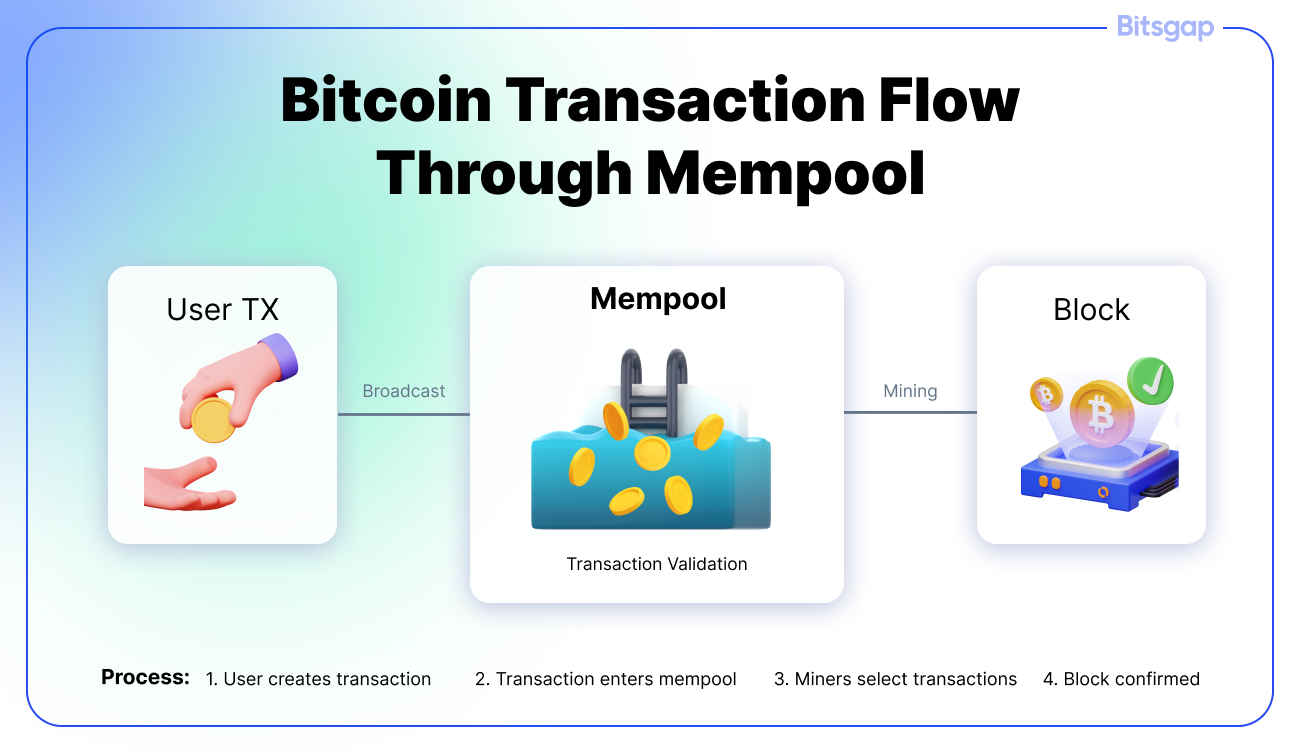 Bitsgap
Bitcoin Transaction Flow
Through Mempool
User TX
Broadcast
Mempool
Transaction Validation
Mining
Block
Process: 1. User creates transaction 2. Transaction enters mempool 3. Miners select transactions 4. Block confirmed